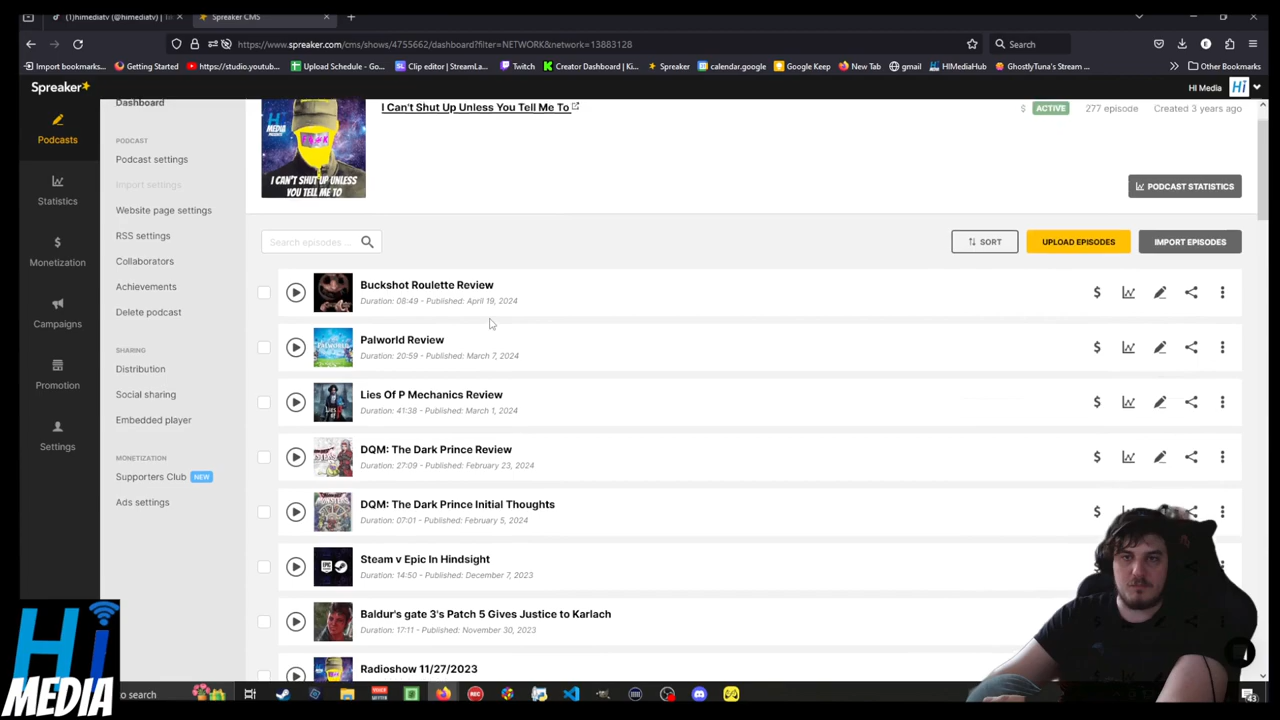 (1)himediatv (@himediatv) | Ti
Spreaker CMS
https://www.spreaker.com/cms/shows/4755662/dashboard?filter=NETWORK&network=13883128
Search
Import bookmarks...
Getting Started
https://studio.youtub...
Upload Schedule - Go...
Clip editor | StreamLa...
Twitch
Creator Dashboard | Ki...
Spreaker
calendar.google
Google Keep
New Tab
gmail
HIMediaHub
GhostlyTuna's Stream ...
Other Bookmarks
Spreaker
HI Media
Hi
Podcasts
Statistics
Monetization
Campaigns
Promotion
Settings
Dashboard
PODCAST
Podcast settings
Import settings
Website page settings
RSS settings
Collaborators
Achievements
Delete podcast
SHARING
Distribution
Social sharing
Embedded player
MONETIZATION
Supporters Club NEW
Ads settings
Hi
MEDIA
PRESENTS
I CAN'T SHUT UP UNLESS
YOU TELL ME TO
I Can't Shut Up Unless You Tell Me To
$ ACTIVE 277 episode Created 3 years ago
PODCAST STATISTICS
Search episodes ...
SORT
UPLOAD EPISODES
IMPORT EPISODES
Buckshot Roulette Review
Duration: 08:49 - Published: April 19, 2024
Palworld Review
Duration: 20:59 - Published: March 7, 2024
Lies Of P Mechanics Review
Duration: 41:38 - Published: March 1, 2024
DQM: The Dark Prince Review
Duration: 27:09 - Published: February 23, 2024
DQM: The Dark Prince Initial Thoughts
Duration: 07:01 - Published: February 5, 2024
Steam v Epic In Hindsight
Duration: 14:50 - Published: December 7, 2023
Baldur's gate 3's Patch 5 Gives Justice to Karlach
Duration: 17:11 - Published: November 30, 2023
Radioshow 11/27/2023
Hi
MEDIA
o search
REC
43